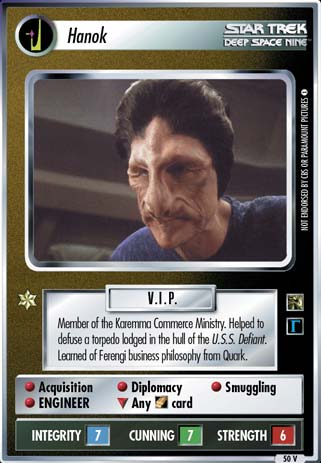 Hanok
STAR TREK
DEEP SPACE NINE
NOT ENDORSED BY CBS OR PARAMOUNT PICTURES
V.I.P.
Member of the Karemma Commerce Ministry. Helped to
defuse a torpedo lodged in the hull of the U.S.S. Defiant.
Learned of Ferengi business philosophy from Quark.
Acquisition Diplomacy Smuggling
ENGINEER Any card
INTEGRITY 7 CUNNING 7 STRENGTH 6
50 V